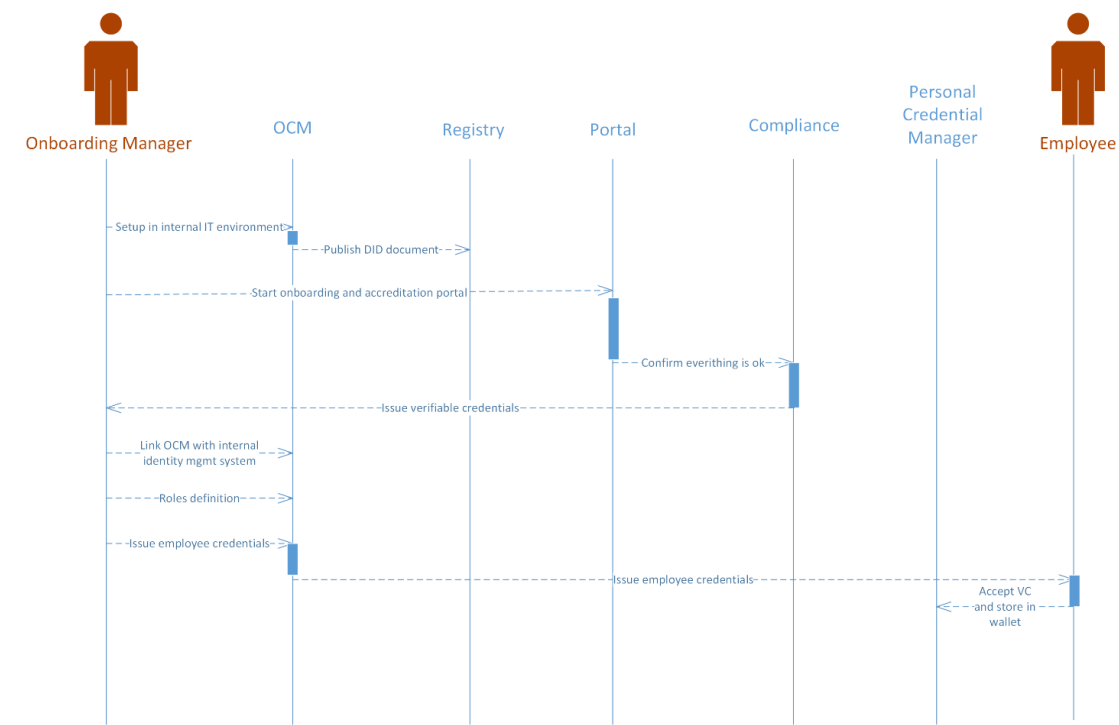 Personal
Credential
Manager
OCM
Registry
Portal
Compliance
Onboarding Manager
Employee
Setup in internal IT environment
Publish DID document
Start onboarding and accreditation portal
Confirm everithing is ok
Issue verifiable credentials
Link OCM with internal
identity mgmt system
Roles definition
Issue employee credentials
Issue employee credentials
Accept VC
and store in
wallet